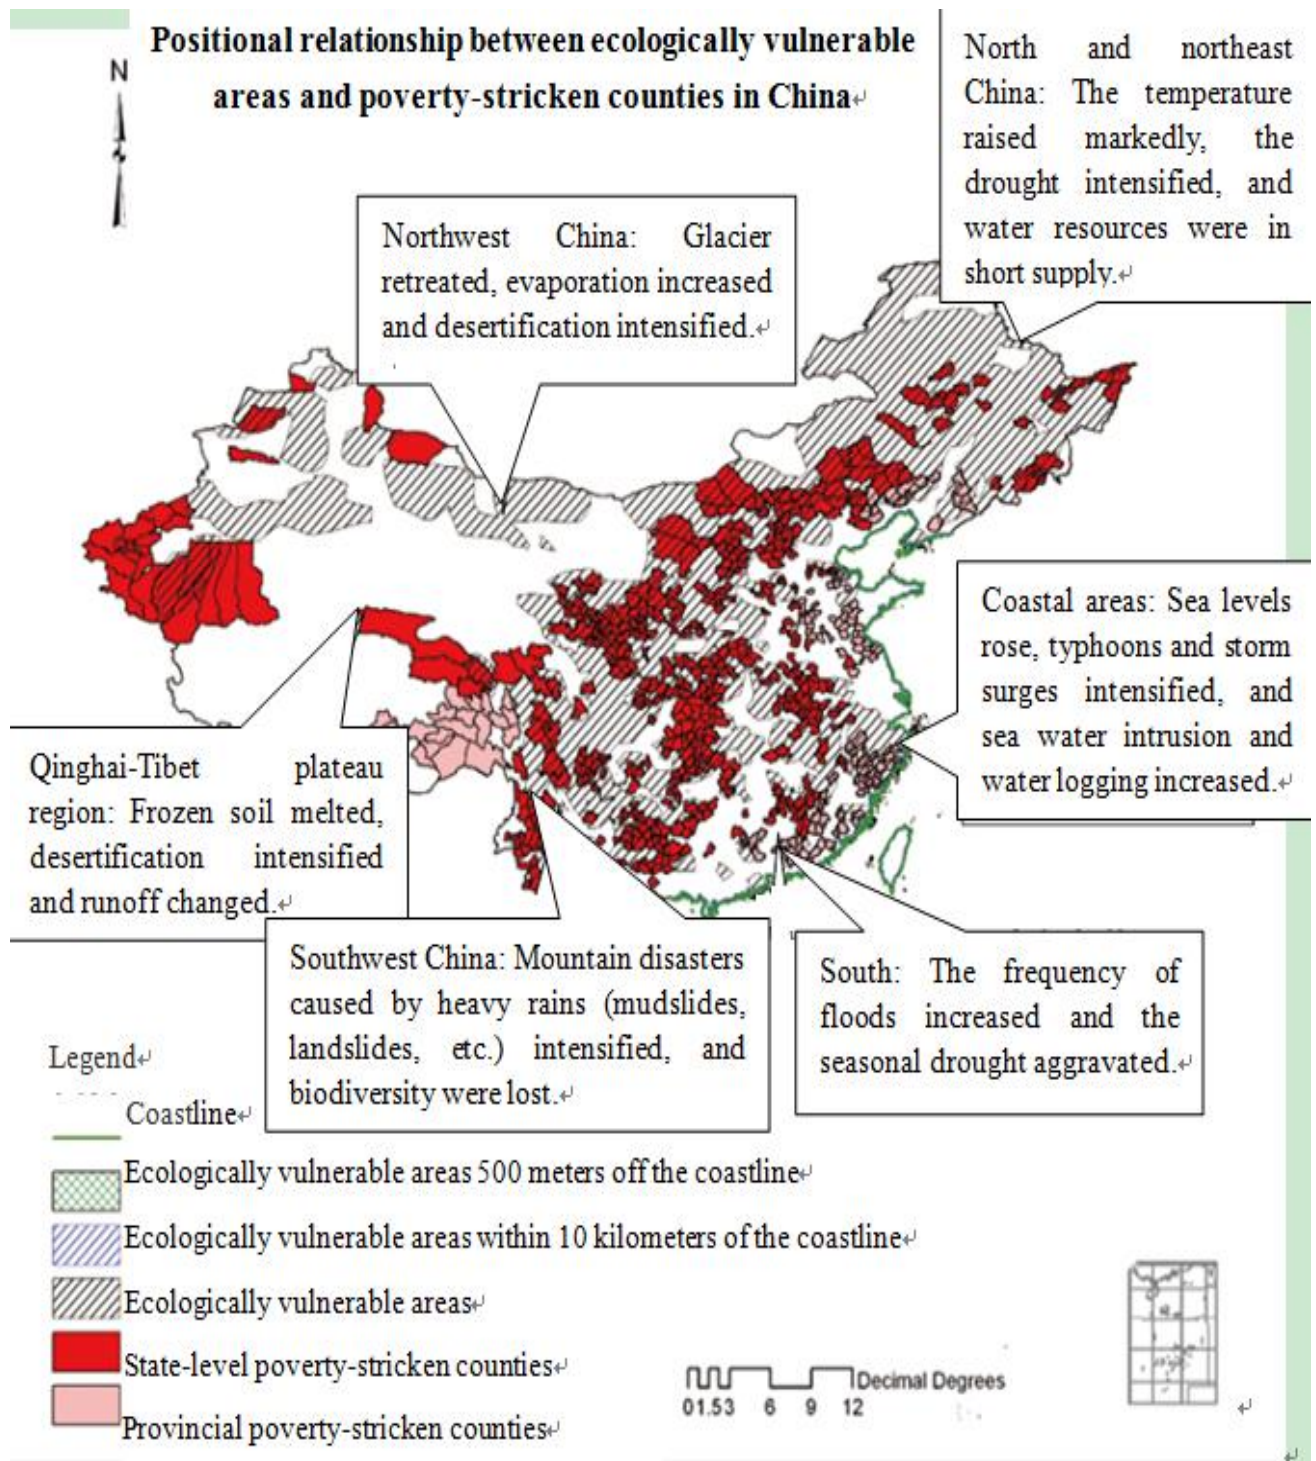 Positional relationship between ecologically vulnerable
areas and poverty-stricken counties in China
N
North and northeast
China: The temperature
raised markedly, the
drought intensified, and
water resources were in
short supply.
Northwest China: Glacier
retreated, evaporation increased
and desertification intensified.
Coastal areas: Sea levels
rose, typhoons and storm
surges intensified, and
sea water intrusion and
water logging increased.
Qinghai-Tibet plateau
region: Frozen soil melted,
desertification intensified
and runoff changed.
Southwest China: Mountain disasters
caused by heavy rains (mudslides,
landslides, etc.) intensified, and
biodiversity were lost.
South: The frequency of
floods increased and the
seasonal drought aggravated.
Legend
Coastline
Ecologically vulnerable areas 500 meters off the coastline
Ecologically vulnerable areas within 10 kilometers of the coastline
Ecologically vulnerable areas
State-level poverty-stricken counties
Provincial poverty-stricken counties
Decimal Degrees
01.53 6 9 12